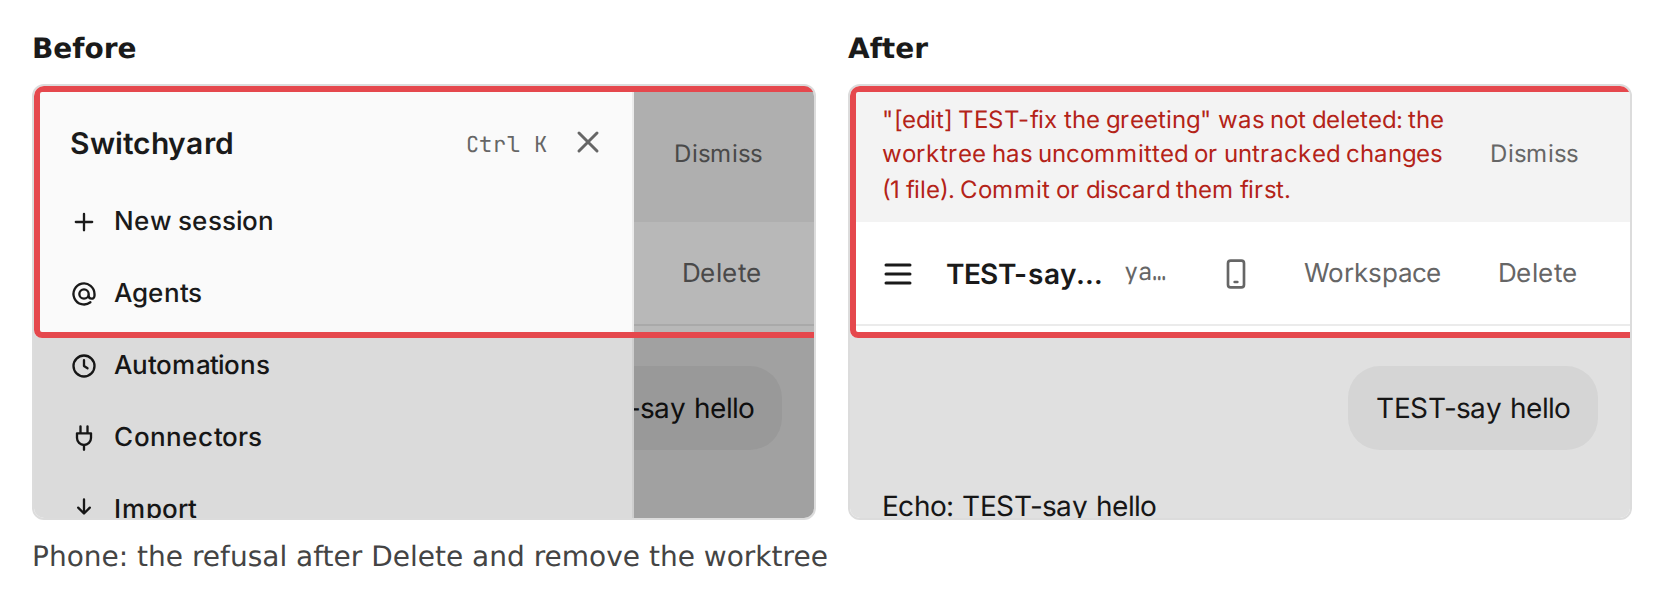 Before
Switchyard Ctrl K
Dismiss
New session
Delete
Agents
Automations
-say hello
Connectors
Import
After
"[edit] TEST-fix the greeting" was not deleted: the
worktree has uncommitted or untracked changes
(1 file). Commit or discard them first.
Dismiss
TEST-say... ya... Workspace Delete
TEST-say hello
Echo: TEST-say hello
Phone: the refusal after Delete and remove the worktree